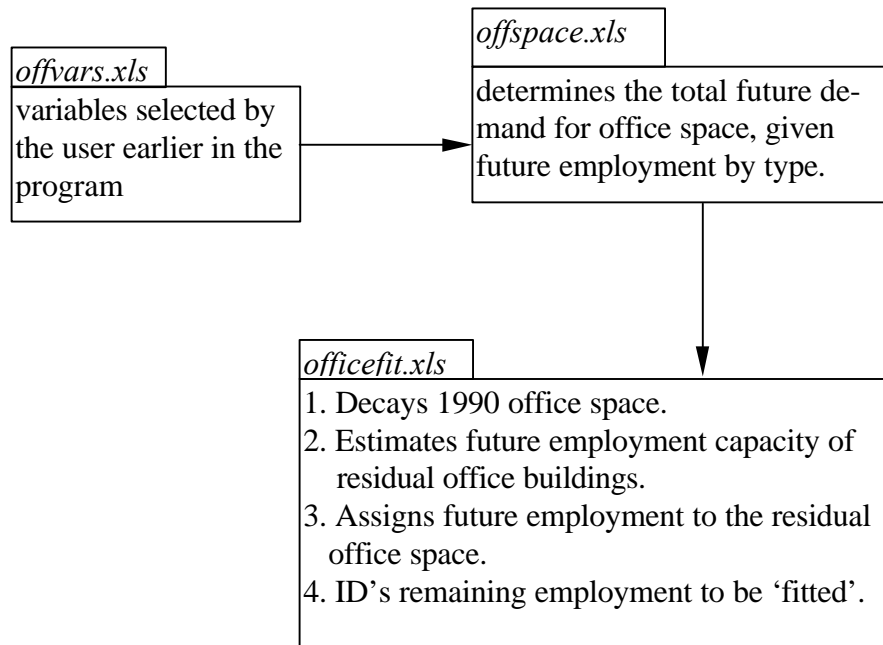 offvars.xls
variables selected by
the user earlier in the
program
offspace.xls
determines the total future de-
mand for office space, given
future employment by type.
officefit.xls
1. Decays 1990 office space.
2. Estimates future employment capacity of
residual office buildings.
3. Assigns future employment to the residual
office space.
4. ID’s remaining employment to be ‘fitted’.